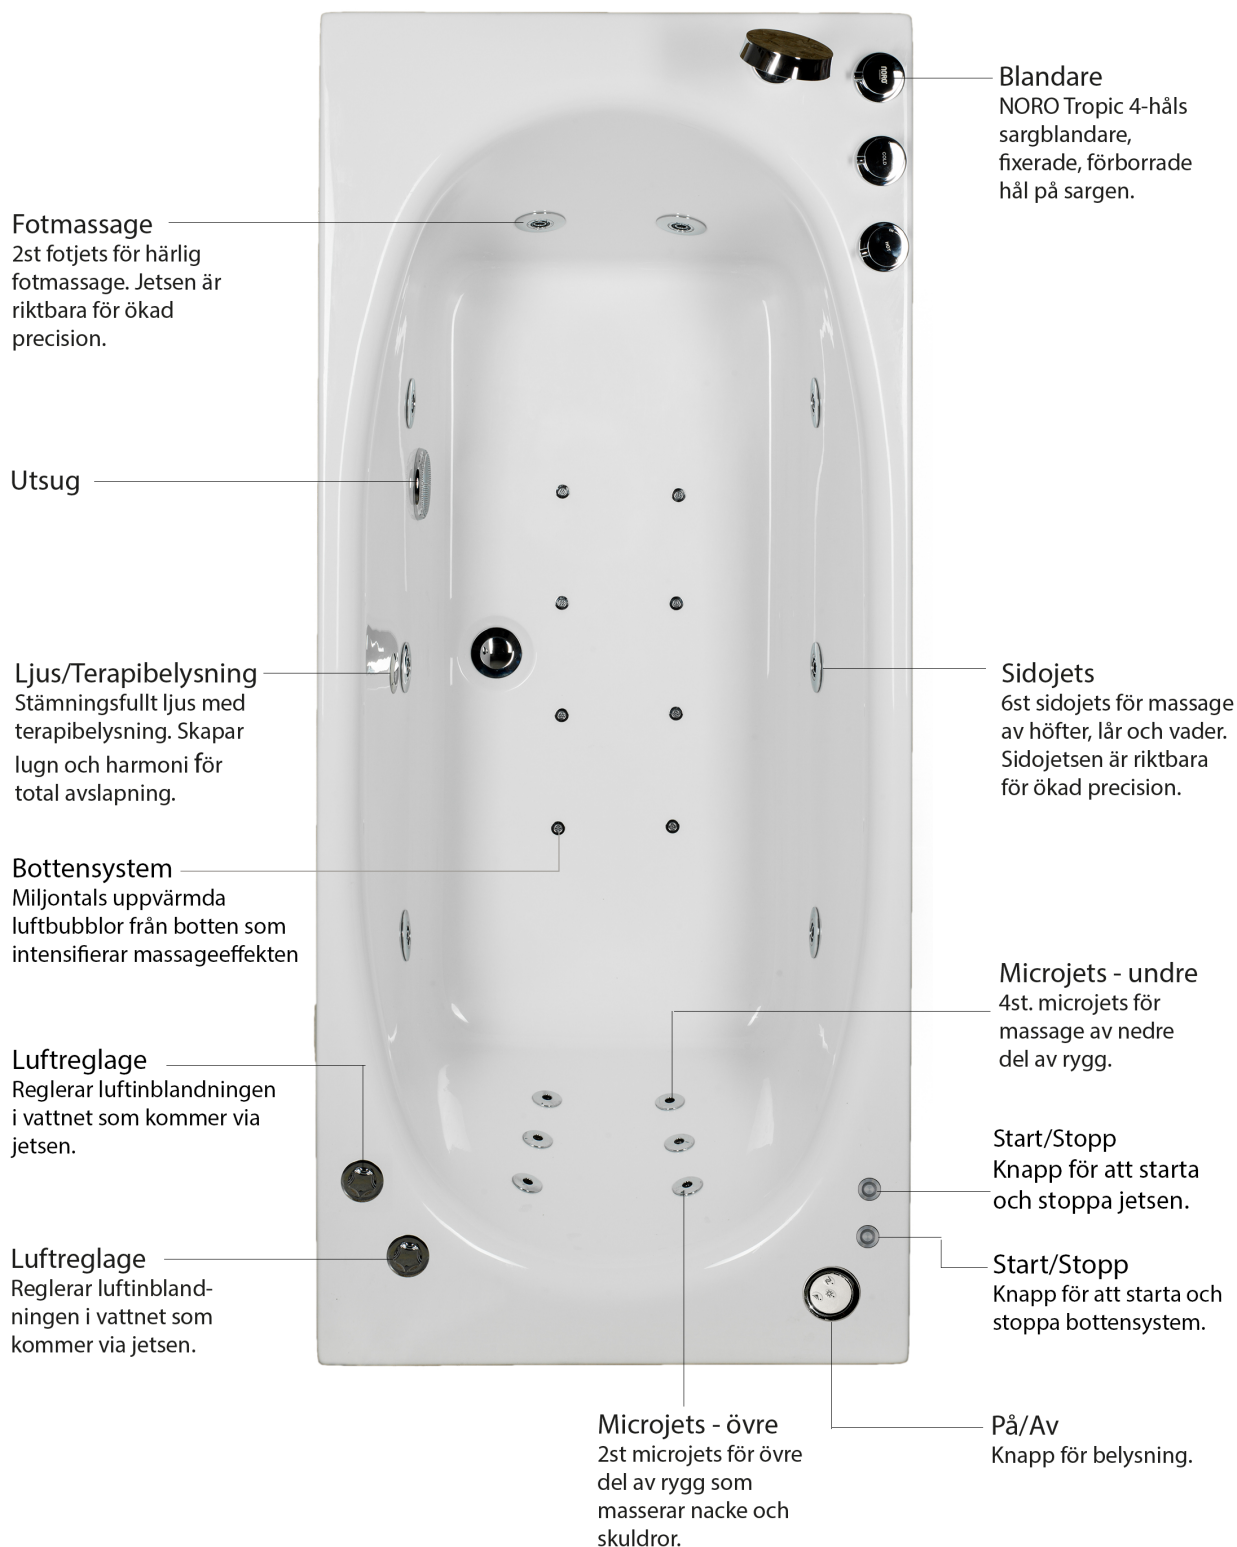 Blandare
NORO Tropic 4-håls
sargblandare,
fixerade, förborrade
hål på sargen.
Fotmassage
2st fotjets för härlig
fotmassage. Jetsen är
riktbara för ökad
precision.
Utsug
Ljus/Terapibelysning
Stämningsfullt ljus med
terapibelysning. Skapar
lugn och harmoni för
total avslapning.
Sidojets
6st sidojets för massage
av höfter, lår och vader.
Sidojetsen är riktbara
för ökad precision.
Bottensystem
Miljontals uppvärmda
luftbubblor från botten som
intensifierar massageeffekten
Microjets - undre
4st. microjets för
massage av nedre
del av rygg.
Luftreglage
Reglerar luftinblandningen
i vattnet som kommer via
jetsen.
Start/Stopp
Knapp för att starta
och stoppa jetsen.
Luftreglage
Reglerar luftinbland-
ningen i vattnet som
kommer via jetsen.
Start/Stopp
Knapp för att starta och
stoppa bottensystem.
Microjets - övre
2st microjets för övre
del av rygg som
masserar nacke och
skuldror.
På/Av
Knapp för belysning.
NORO
COLD
HOT